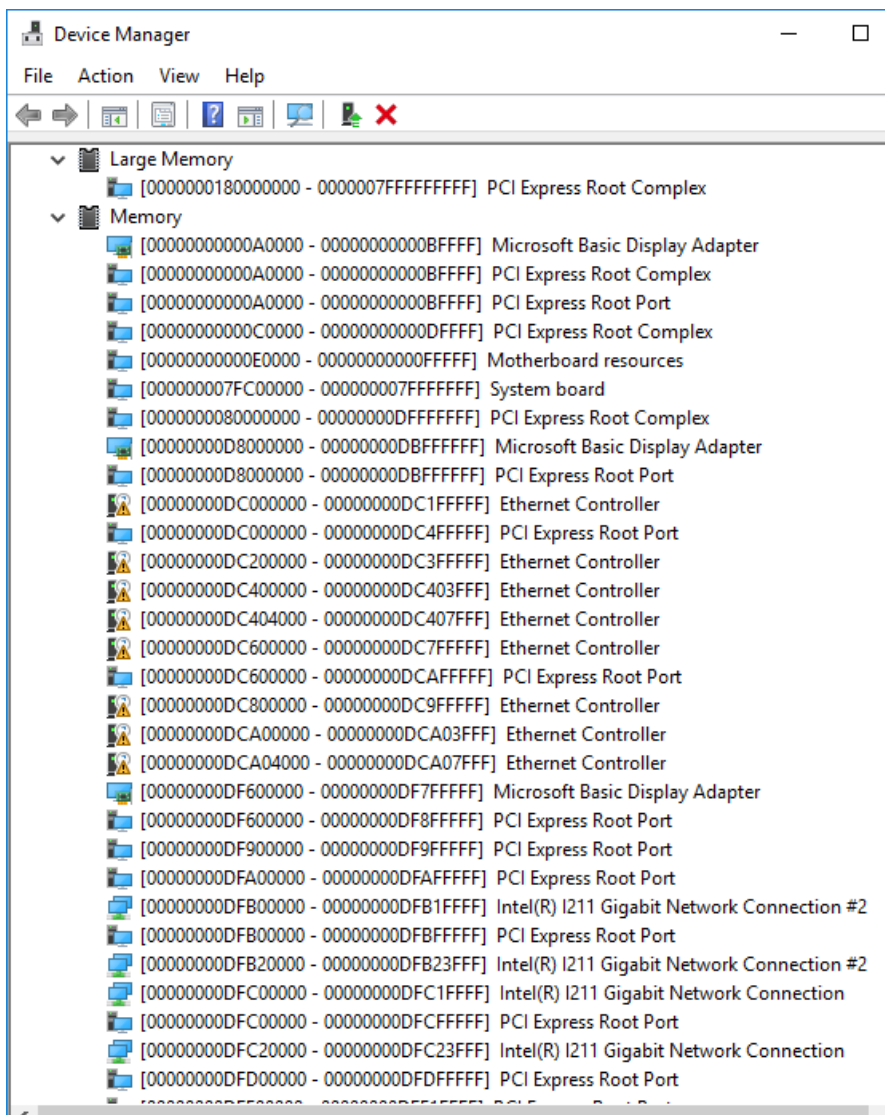 Device Manager
File Action View Help
Large Memory
[0000000180000000 - 0000007FFFFFFFFF] PCI Express Root Complex
Memory
[00000000000A0000 - 00000000000BFFFF] Microsoft Basic Display Adapter
[00000000000A0000 - 00000000000BFFFF] PCI Express Root Complex
[00000000000A0000 - 00000000000BFFFF] PCI Express Root Port
[00000000000C0000 - 00000000000DFFFF] PCI Express Root Complex
[00000000000E0000 - 00000000000FFFFF] Motherboard resources
[000000007FC00000 - 000000007FFFFFFF] System board
[0000000080000000 - 00000000DFFFFFFF] PCI Express Root Complex
[00000000D8000000 - 00000000DBFFFFFF] Microsoft Basic Display Adapter
[00000000D8000000 - 00000000DBFFFFFF] PCI Express Root Port
[00000000DC000000 - 00000000DC1FFFFF] Ethernet Controller
[00000000DC000000 - 00000000DC4FFFFF] PCI Express Root Port
[00000000DC200000 - 00000000DC3FFFFF] Ethernet Controller
[00000000DC400000 - 00000000DC403FFF] Ethernet Controller
[00000000DC404000 - 00000000DC407FFF] Ethernet Controller
[00000000DC600000 - 00000000DC7FFFFF] Ethernet Controller
[00000000DC600000 - 00000000DCAFFFFF] PCI Express Root Port
[00000000DC800000 - 00000000DC9FFFFF] Ethernet Controller
[00000000DCA00000 - 00000000DCA03FFF] Ethernet Controller
[00000000DCA04000 - 00000000DCA07FFF] Ethernet Controller
[00000000DF600000 - 00000000DF7FFFFF] Microsoft Basic Display Adapter
[00000000DF600000 - 00000000DF8FFFFF] PCI Express Root Port
[00000000DF900000 - 00000000DF9FFFFF] PCI Express Root Port
[00000000DFA00000 - 00000000DFAFFFFF] PCI Express Root Port
[00000000DFB00000 - 00000000DFB1FFFF] Intel(R) I211 Gigabit Network Connection #2
[00000000DFB00000 - 00000000DFBFFFFF] PCI Express Root Port
[00000000DFB20000 - 00000000DFB23FFF] Intel(R) I211 Gigabit Network Connection #2
[00000000DFC00000 - 00000000DFC1FFFF] Intel(R) I211 Gigabit Network Connection
[00000000DFC00000 - 00000000DFCFFFFF] PCI Express Root Port
[00000000DFC20000 - 00000000DFC23FFF] Intel(R) I211 Gigabit Network Connection
[00000000DFD00000 - 00000000DFDFFFFF] PCI Express Root Port